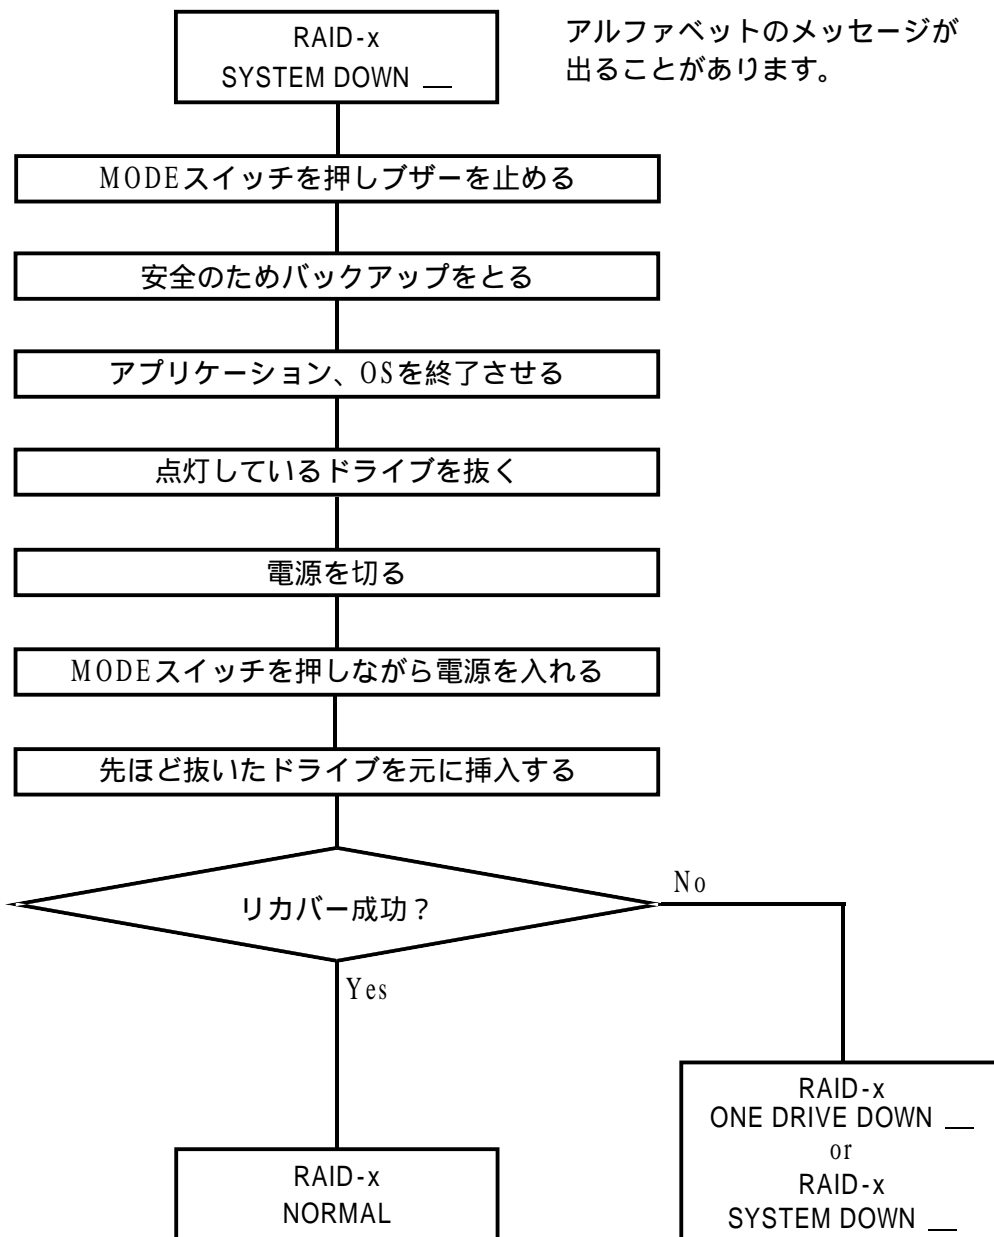 RAID-x
SYSTEM DOWN __
アルファベットのメッセージが
出ることがあります。
MODEスイッチを押しブザーを止める
安全のためバックアップをとる
アプリケーション、OSを終了させる
点灯しているドライブを抜く
電源を切る
MODEスイッチを押しながら電源を入れる
先ほど抜いたドライブを元に挿入する
リカバー成功？
No
Yes
RAID-x
NORMAL
RAID-x
ONE DRIVE DOWN __
or
RAID-x
SYSTEM DOWN __